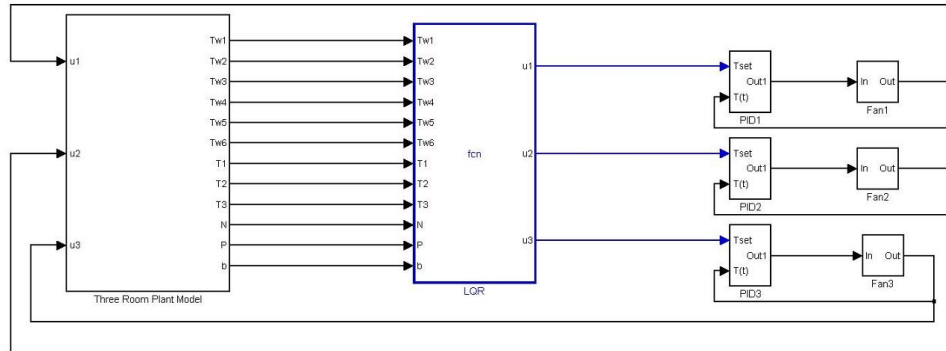 u1
u2
u3
Tw1
Tw2
Tw3
Tw4
Tw5
Tw6
T1
T2
T3
N
P
b
Three Room Plant Model
Tw1
Tw2
Tw3
Tw4
Tw5
Tw6
T1
T2
T3
N
P
b
fcn
u1
u2
u3
LQR
Tset
Out1
T(t)
PID1
In Out
Fan1
Tset
Out1
T(t)
PID2
In Out
Fan2
Tset
Out1
T(t)
PID3
In Out
Fan3